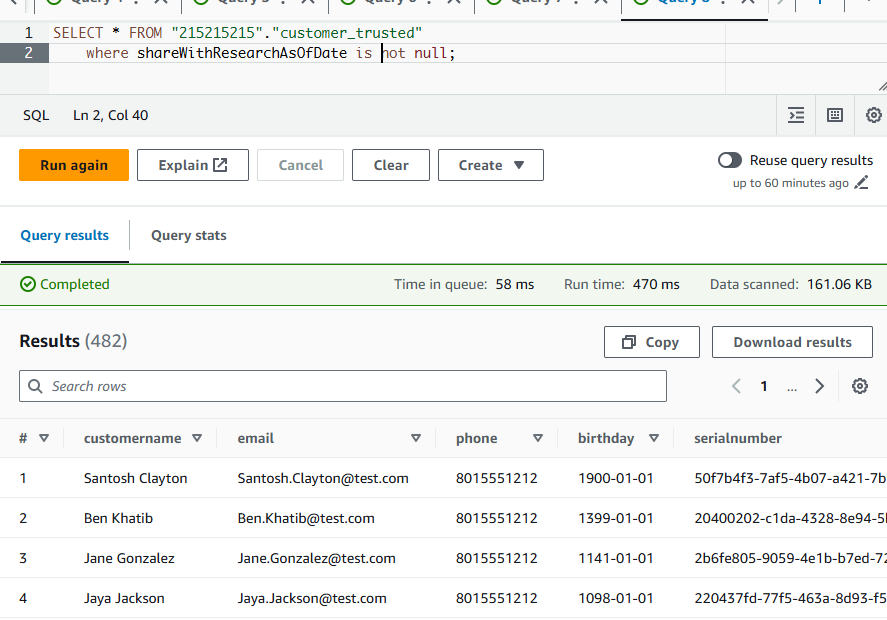 1 SELECT * FROM "215215215"."customer_trusted"
2 where shareWithResearchAsOfDate is not null;
SQL Ln 2, Col 40
Run again Explain Cancel Clear Create Reuse query results
up to 60 minutes ago
Query results Query stats
Completed Time in queue: 58 ms Run time: 470 ms Data scanned: 161.06 KB
Results (482) Copy Download results
Search rows 1 ...
# customername email phone birthday serialnumber
1 Santosh Clayton Santosh.Clayton@test.com 8015551212 1900-01-01 50f7b4f3-7af5-4b07-a421-7b
2 Ben Khatib Ben.Khatib@test.com 8015551212 1399-01-01 20400202-c1da-4328-8e94-5
3 Jane Gonzalez Jane.Gonzalez@test.com 8015551212 1141-01-01 2b6fe805-9059-4e1b-b7ed-72
4 Jaya Jackson Jaya.Jackson@test.com 8015551212 1098-01-01 220437fd-77f5-463a-8d93-f5